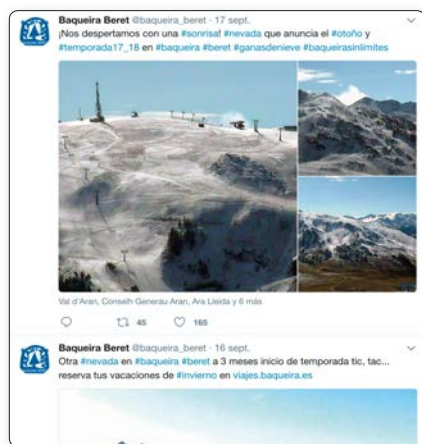 Baqueira Beret @baqueira_beret · 17 sept.
¡Nos despertamos con una #sonrisa! #nevada que anuncia el #otoño y
#temporada17_18 en #baqueira #beret #ganasdenieve #baqueirasinlimites
Val d'Aran, Conselh Generau Aran, Ara Lleida y 6 más
45 165
Baqueira Beret @baqueira_beret · 16 sept.
Otra #nevada en #baqueira #beret a 3 meses inicio de temporada tic, tac...
reserva tus vacaciones de #invierno en viajes.baqueira.es